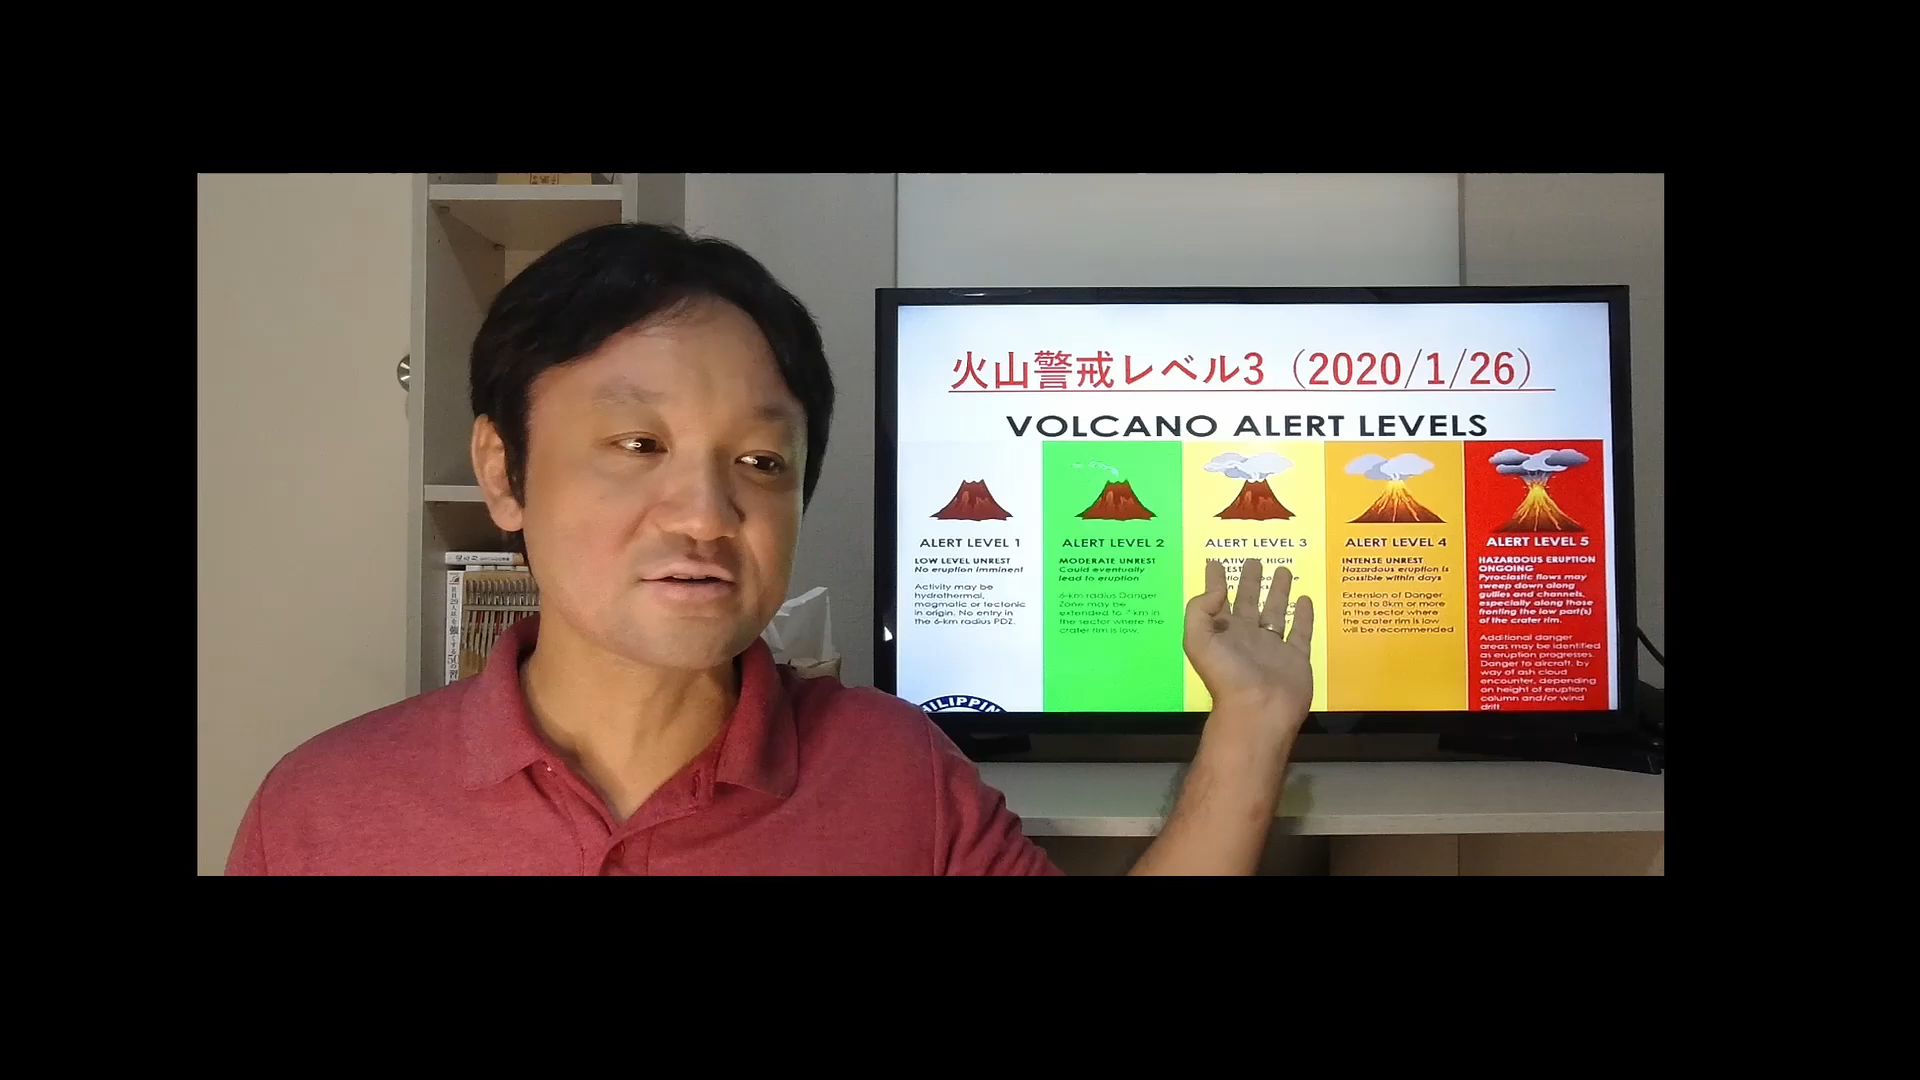 火山警戒レベル3（2020/1/26）
VOLCANO ALERT LEVELS
ALERT LEVEL 1
LOW LEVEL UNREST
No eruption imminent
Activity may be
hydrothermal,
magmatic or tectonic
in origin. No entry in
the 6-km radius PDZ.
ALERT LEVEL 2
MODERATE UNREST
Could eventually
lead to eruption
6-km radius Danger
Zone may be
extended to 7 km in
the sector where the
crater rim is low.
ALERT LEVEL 3
HIGH
ALERT LEVEL 4
INTENSE UNREST
Hazardous eruption is
possible within days
Extension of Danger
zone to 8km or more
in the sector where
the crater rim is low
will be recommended
ALERT LEVEL 5
HAZARDOUS ERUPTION
ONGOING
Pyroclastic flows may
sweep down along
gullies and channels,
especially along those
fronting the low part(s)
of the crater rim.
Additional danger
areas may be identified
as eruption progresses.
Danger to aircraft, by
way of ash cloud
encounter, depending
on height of eruption
column and/or wind
drift